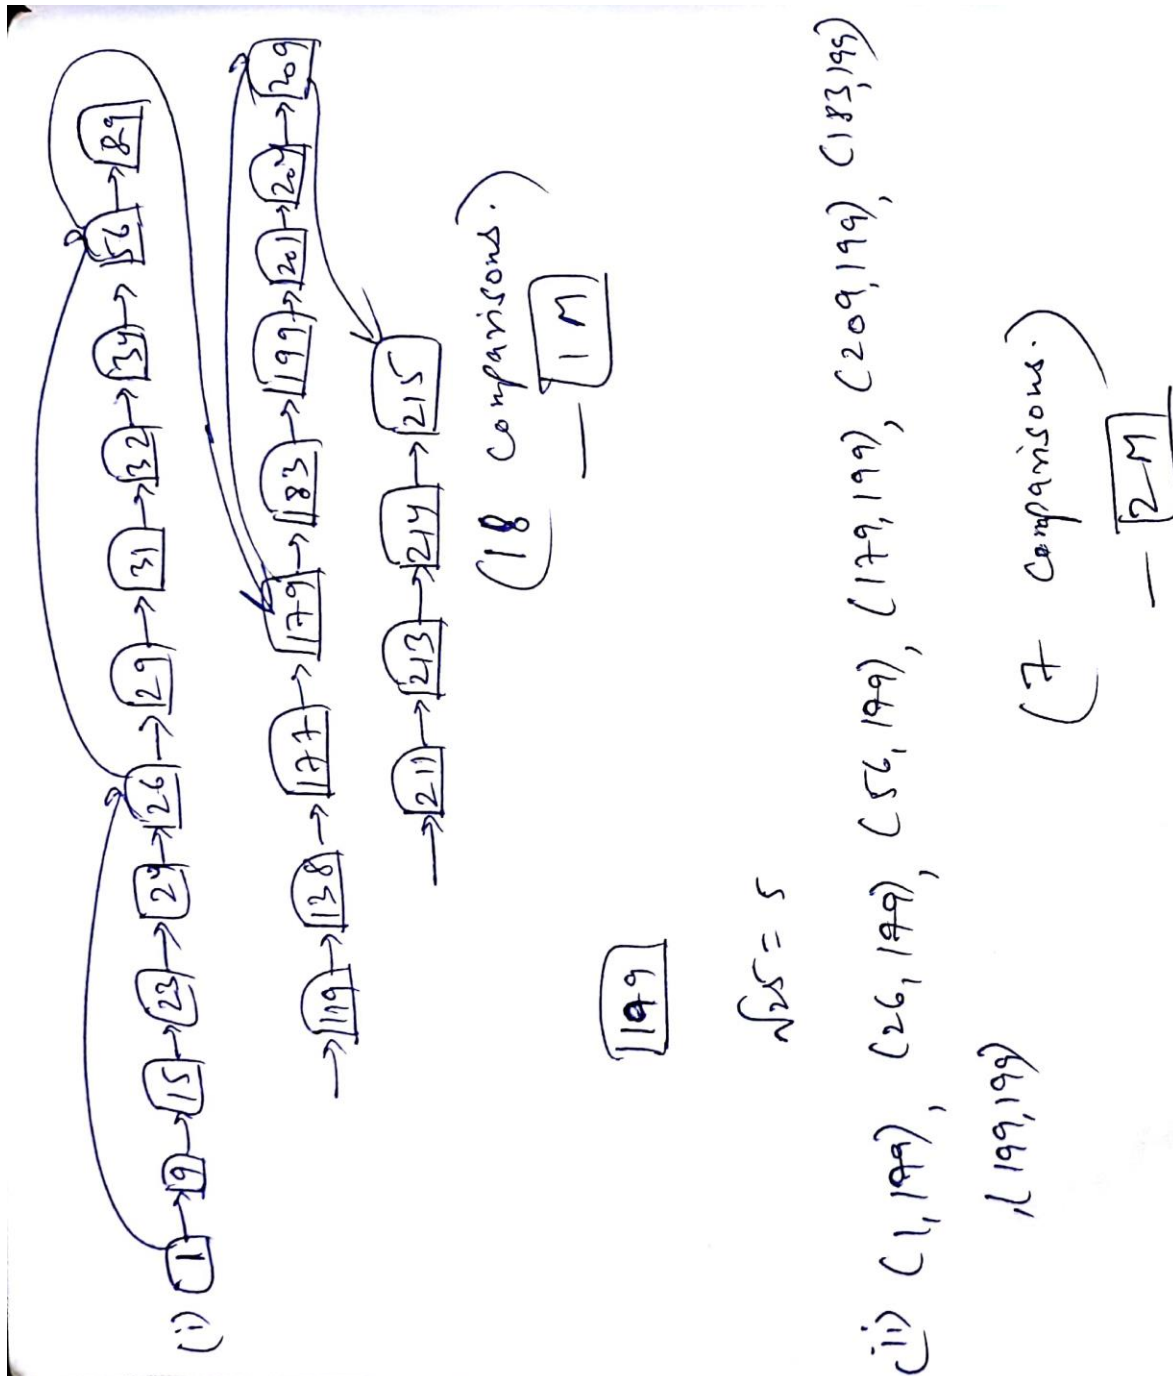 (i) 1 → 9 → 15 → 23 → 24 → 26 → 29 → 31 → 32 → 34 → 56 → 89
→ 119 → 138 → 177 → 179 → 183 → 199 → 201 → 204 → 209
→ 211 → 213 → 214 → 215
(18 comparisons.)
— 1 M
199
√25 = 5
(ii) (1, 199), (26, 199), (56, 199), (179, 199), (209, 199), (183, 199)
, (199, 199)
(7 comparisons.)
— 2 M